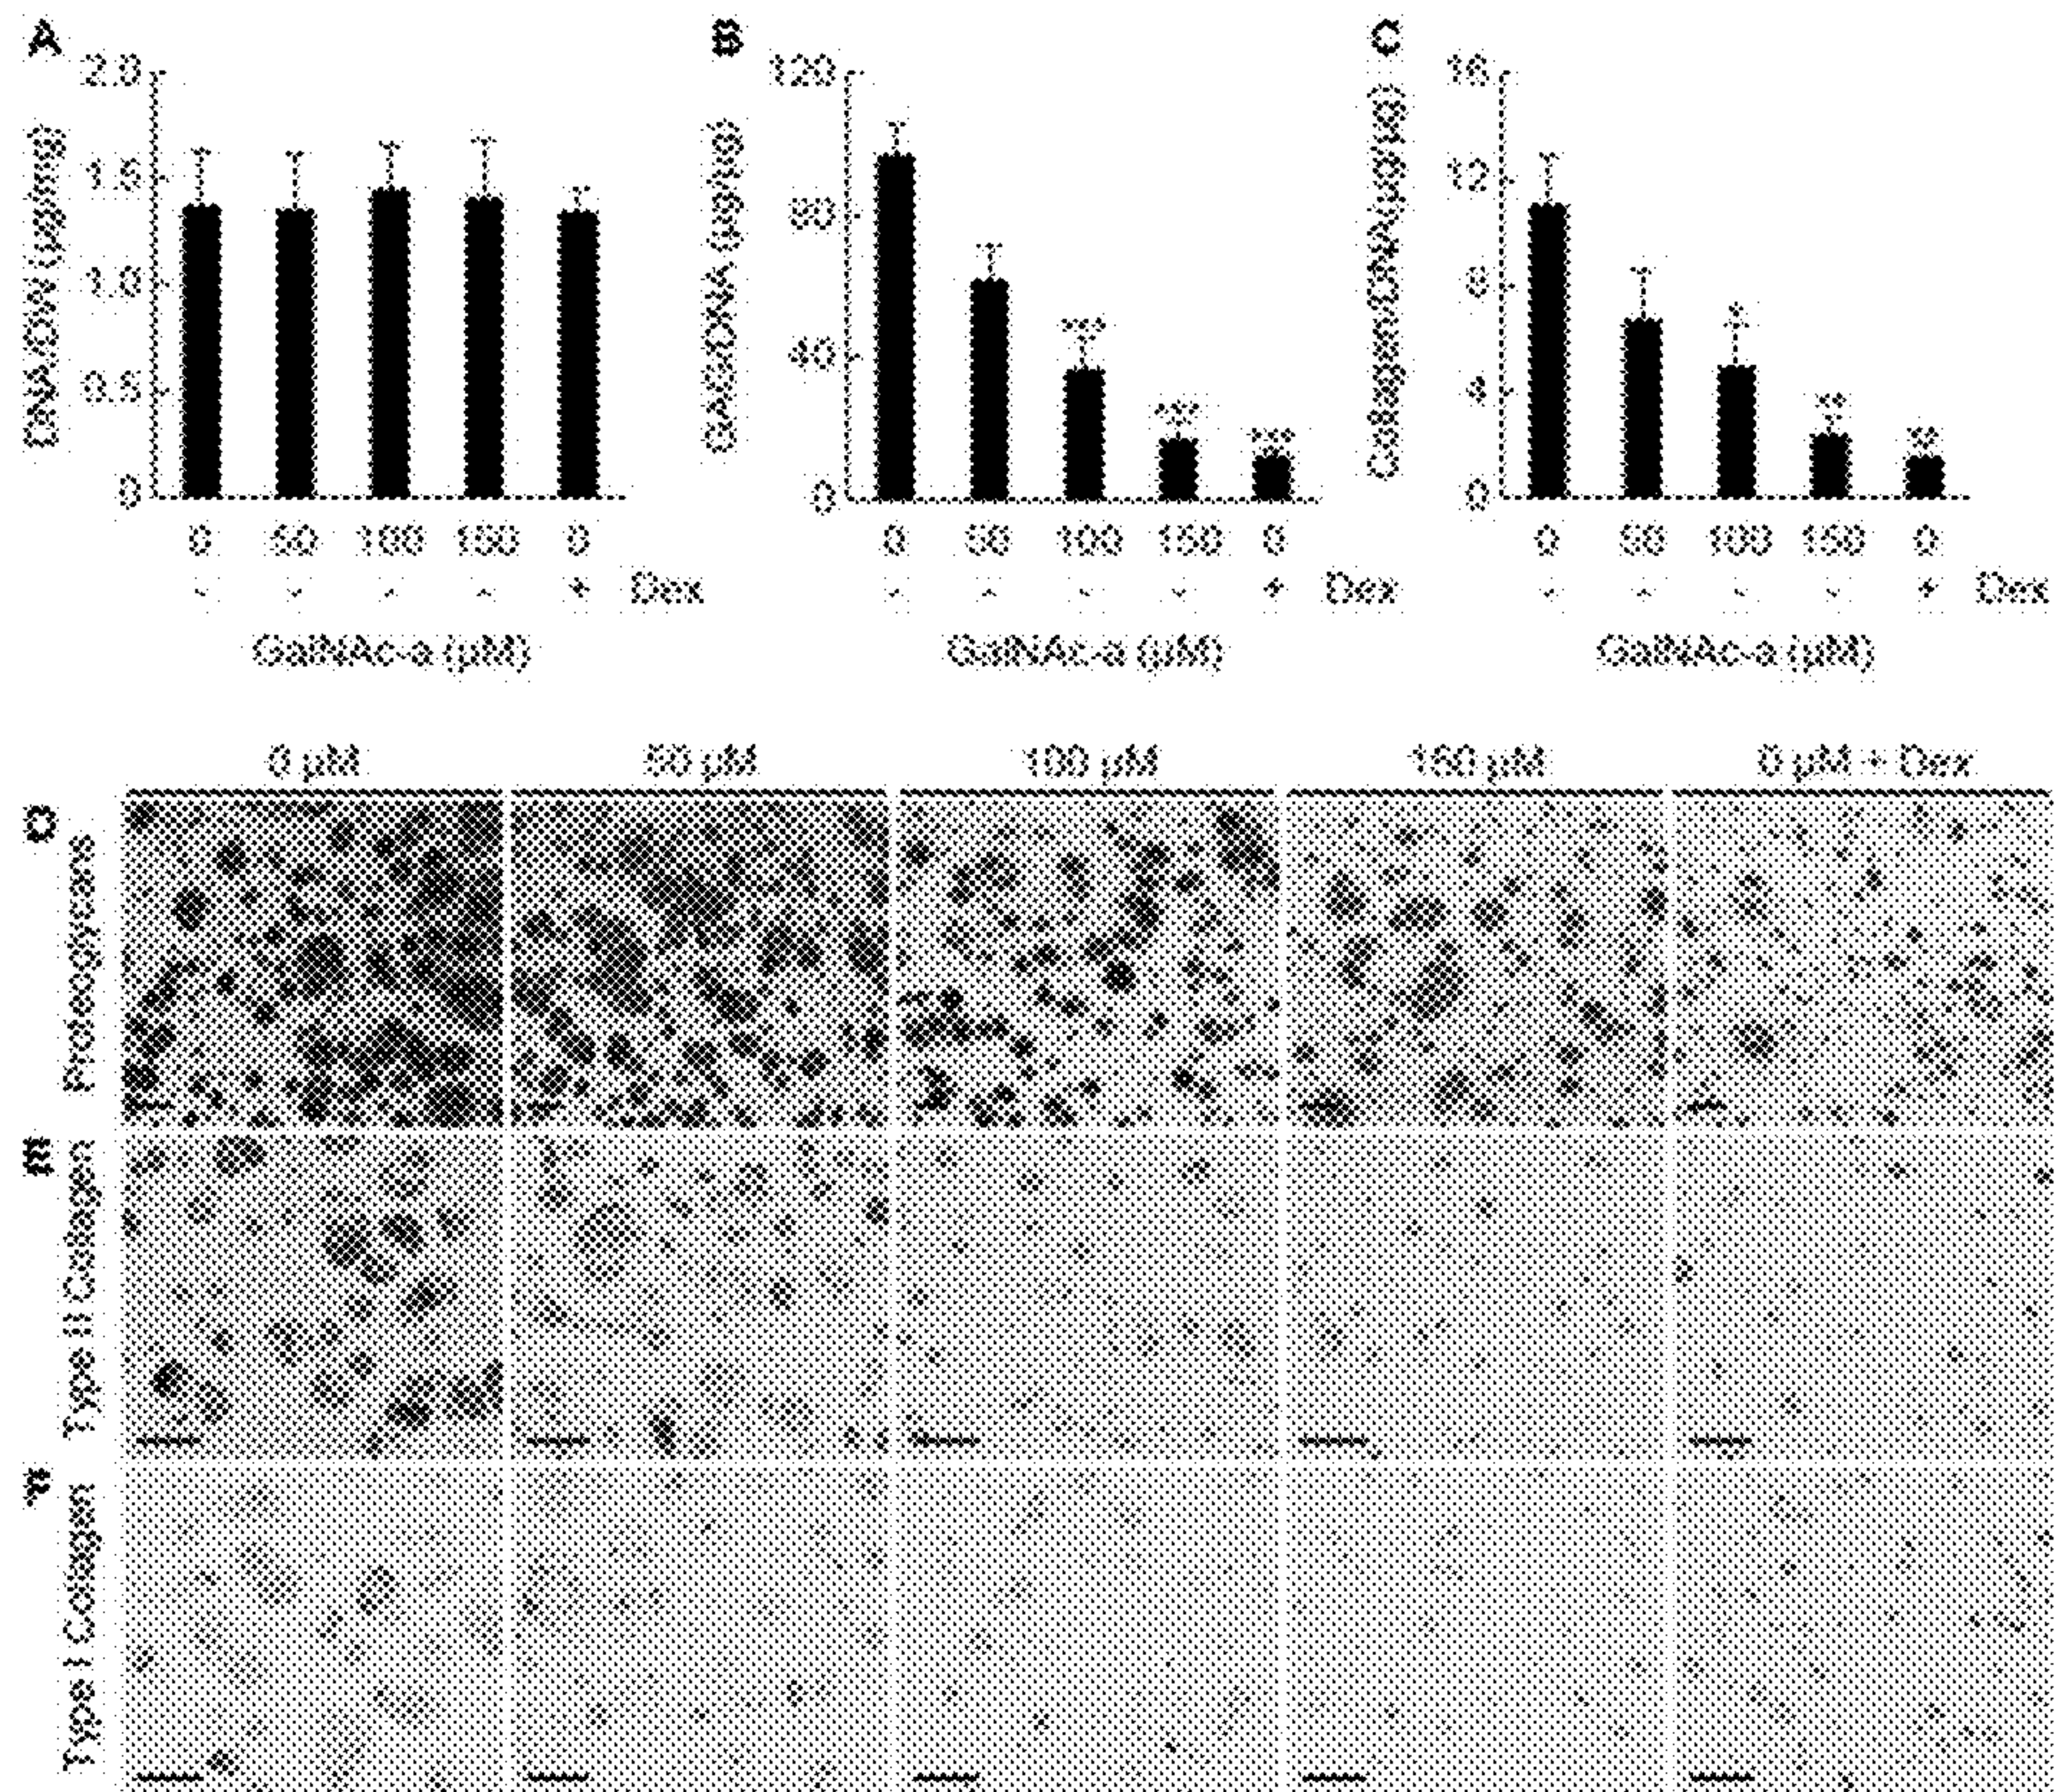 A
DNA/DW (µg/mg)
2.0
1.5
1.0
0.5
0
0 50 100 150 0
- - - - + Dex
GalNAc-a (µM)
B
GAG/DNA (µg/µg)
120
80
40
0
*** *** ***
0 50 100 150 0
- - - - + Dex
GalNAc-a (µM)
C
Collagen/DNA(µg/µg)
16
12
8
4
0
* ** **
0 50 100 150 0
- - - - + Dex
GalNAc-a (µM)
0 µM 50 µM 100 µM 150 µM 0 µM + Dex
D
Proteoglycans
E
Type II Collagen
F
Type I Collagen